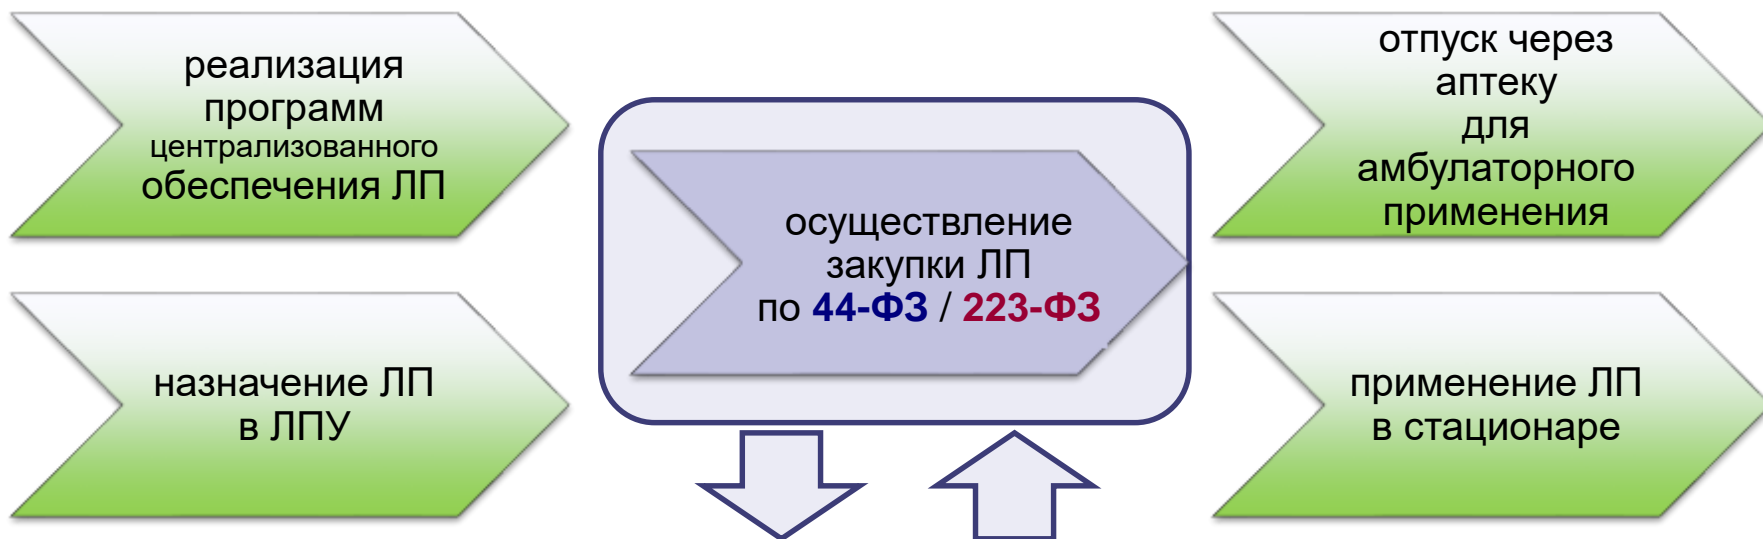 реализация
программ
централизованного
обеспечения ЛП
назначение ЛП
в ЛПУ
осуществление
закупки ЛП
по 44-ФЗ / 223-ФЗ
отпуск через
аптеку
для
амбулаторного
применения
применение ЛП
в стационаре